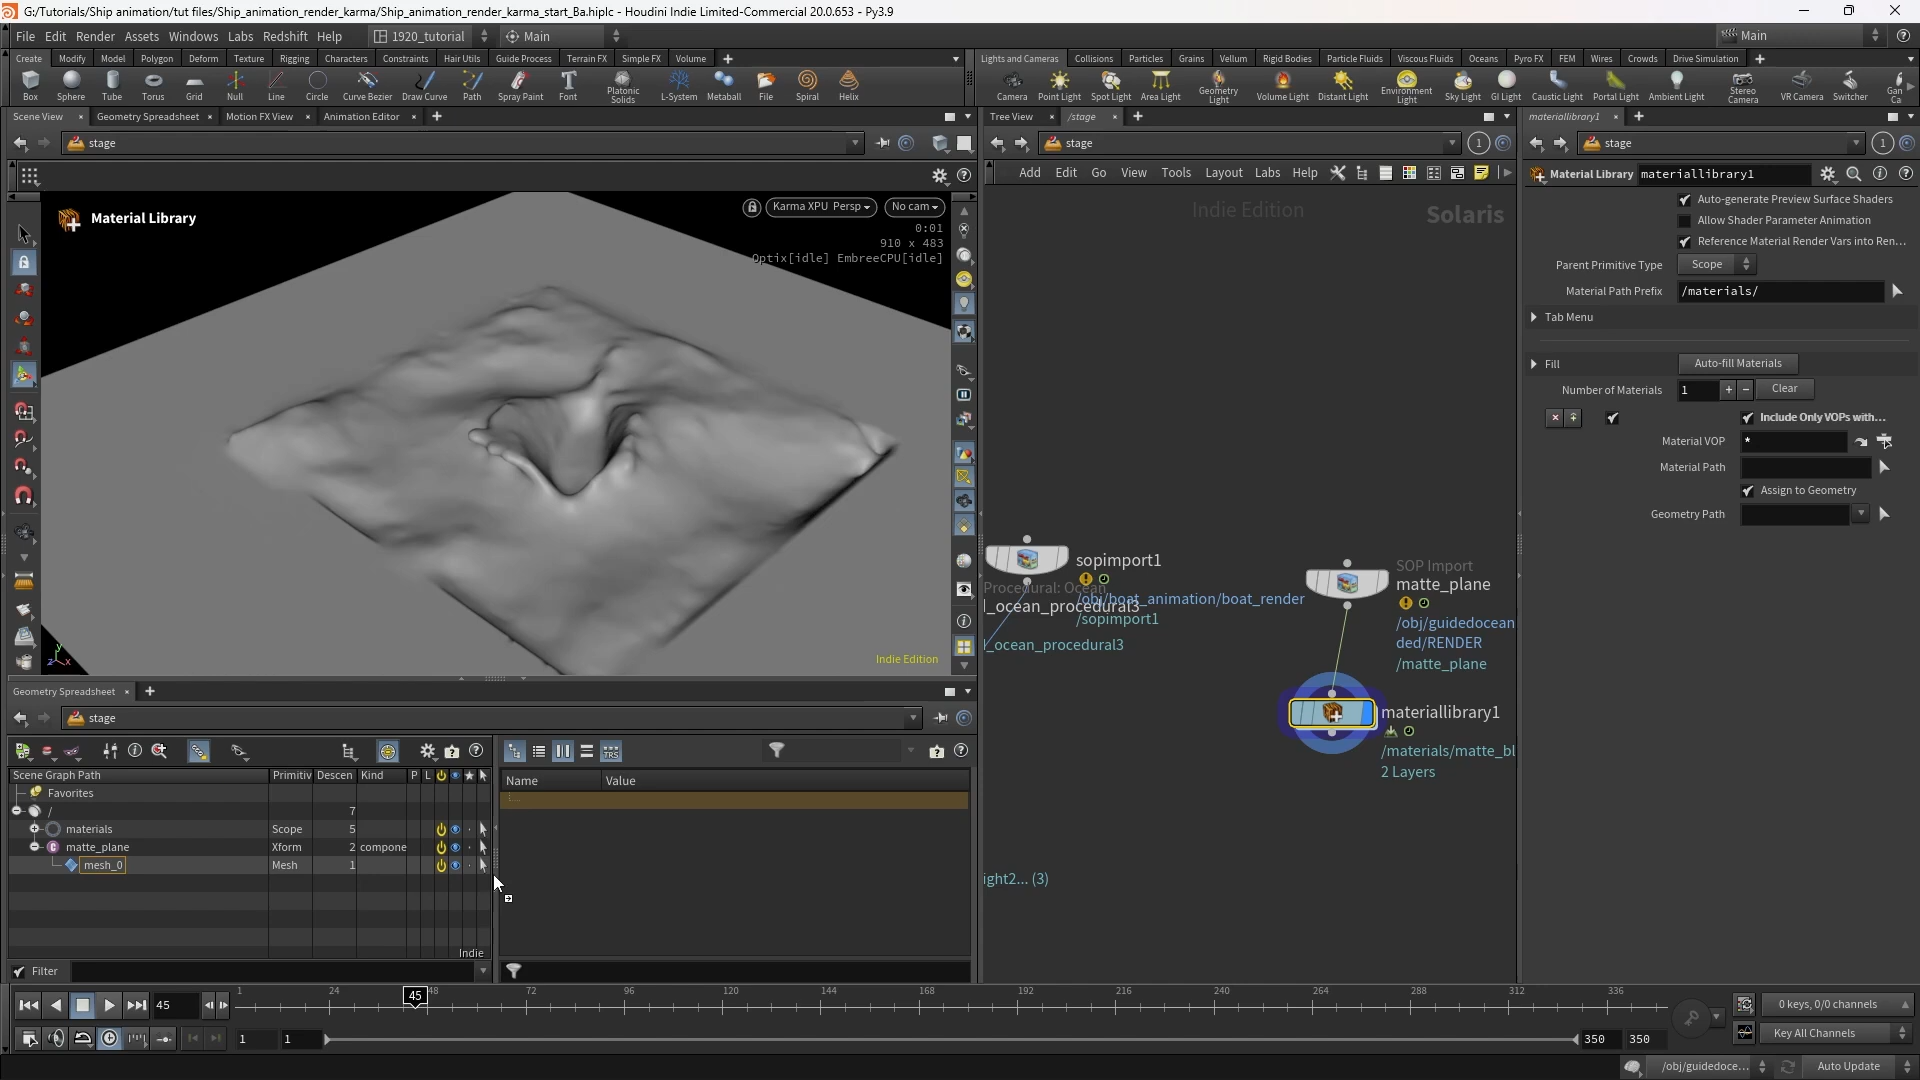 G:/Tutorials/Ship animation/tut files/Ship_animation_render_karma/Ship_animation_render_karma_start_Ba.hiplc - Houdini Indie Limited-Commercial 20.0.653 - Py3.9
File Edit Render Assets Windows Labs Redshift Help 1920_tutorial Main Main
Create Modify Model Polygon Deform Texture Rigging Characters Constraints Hair Utils Guide Process Terrain FX Simple FX Volume
Lights and Cameras Collisions Particles Grains Vellum Rigid Bodies Particle Fluids Viscous Fluids Oceans Pyro FX FEM Wires Crowds Drive Simulation
Box Sphere Tube Torus Grid Null Line Circle Curve Bezier Draw Curve Path Spray Paint Font Platonic Solids L-System Metaball File Spiral Helix
Camera Point Light Spot Light Area Light Geometry Light Volume Light Distant Light Environment Light Sky Light GI Light Caustic Light Portal Light Ambient Light Stereo Camera VR Camera Switcher Gan Ca
Scene View Geometry Spreadsheet Motion FX View Animation Editor
Tree View /stage
materiallibrary1
stage
stage 1
stage 1
Add Edit Go View Tools Layout Labs Help
Material Library materiallibrary1
Material Library
Karma XPU Persp No cam
0:01
910 x 483
Optix[idle] EmbreeCPU[idle]
Indie Edition
Indie Edition
Solaris
sopimport1
Procedural: Ocean
l_ocean_procedural3
/obj/boat_animation/boat_render
/sopimport1
l_ocean_procedural3
SOP Import
matte_plane
/obj/guidedocean
ded/RENDER
/matte_plane
materiallibrary1
/materials/matte_bl
2 Layers
ight2... (3)
Auto-generate Preview Surface Shaders
Allow Shader Parameter Animation
Reference Material Render Vars into Ren...
Parent Primitive Type Scope
Material Path Prefix /materials/
Tab Menu
Fill Auto-fill Materials
Number of Materials 1 + − Clear
Include Only VOPs with...
Material VOP *
Material Path
Assign to Geometry
Geometry Path
Geometry Spreadsheet
stage
Scene Graph Path Primitiv Descen Kind P L
Favorites
/ 7
materials Scope 5
matte_plane Xform 2 compone
mesh_0 Mesh 1
Indie
Filter
Name Value
TRS
45
1 24 45 48 72 96 120 144 168 192 216 240 264 288 312 336
1 1 350 350
0 keys, 0/0 channels
Key All Channels
/obj/guidedoce... Auto Update